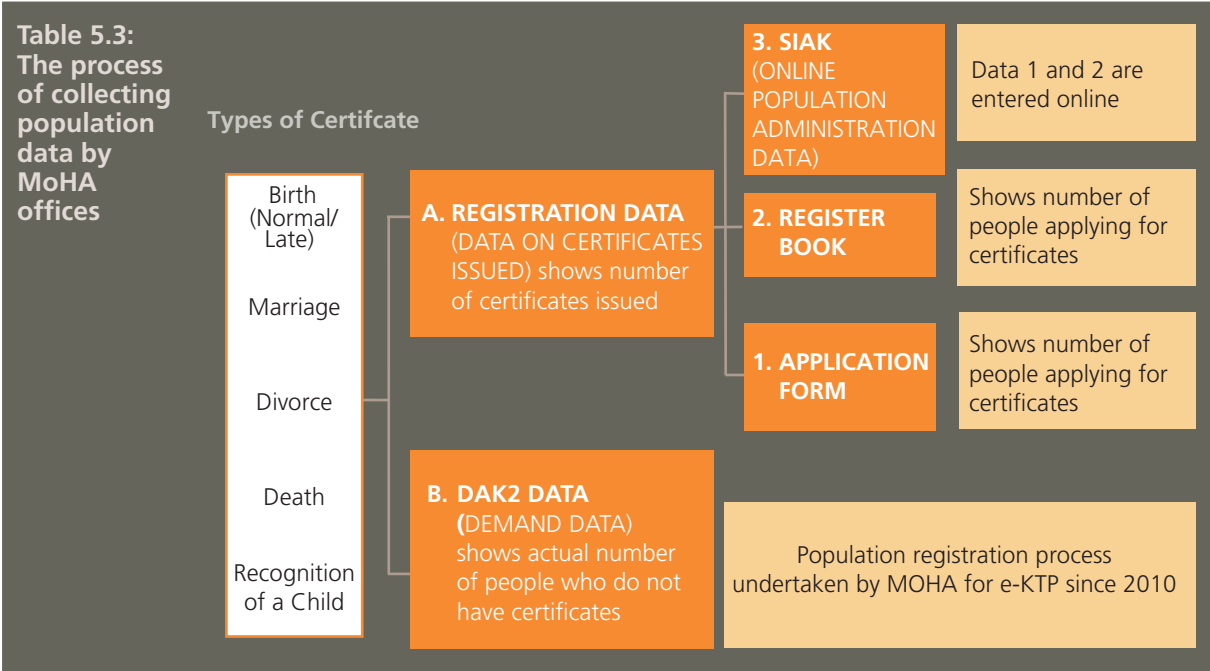 Table 5.3:
The process
of collecting
population
data by
MoHA
offices
Types of Certifcate
Birth
(Normal/
Late)
Marriage
Divorce
Death
Recognition
of a Child
A. REGISTRATION DATA
(DATA ON CERTIFICATES
ISSUED) shows number
of certificates issued
B. DAK2 DATA
(DEMAND DATA)
shows actual number
of people who do not
have certificates
3. SIAK
(ONLINE
POPULATION
ADMINISTRATION
DATA)
Data 1 and 2 are
entered online
2. REGISTER
BOOK
Shows number of
people applying for
certificates
1. APPLICATION
FORM
Shows number of
people applying for
certificates
Population registration process
undertaken by MOHA for e-KTP since 2010